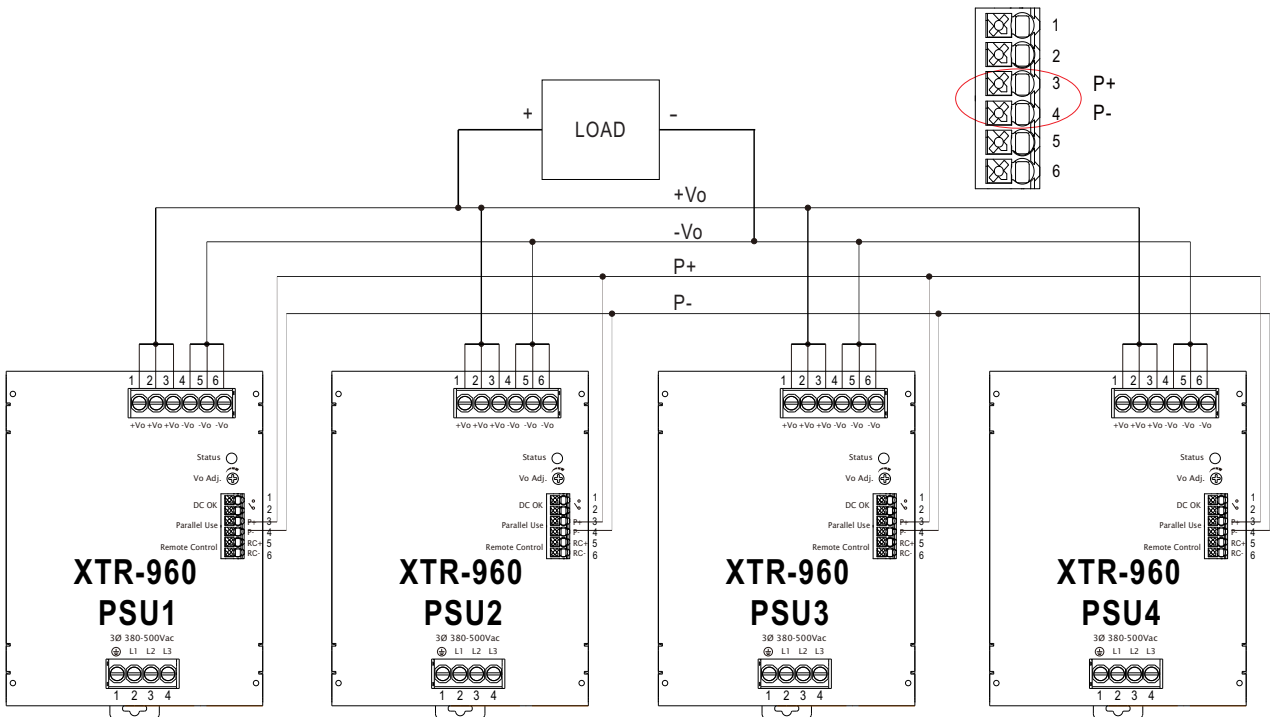 1
2
3 P+
4 P-
5
6
+ LOAD -
+Vo
-Vo
P+
P-
1 2 3 4 5 6
+Vo +Vo +Vo -Vo -Vo -Vo
Status
Vo Adj.
1
DC OK 2
Parallel Use P+ 3
P- 4
Remote Control RC+ 5
RC- 6
XTR-960
PSU1
3Ø 380-500Vac
L1 L2 L3
1 2 3 4
1 2 3 4 5 6
+Vo +Vo +Vo -Vo -Vo -Vo
Status
Vo Adj.
1
DC OK 2
Parallel Use P+ 3
P- 4
Remote Control RC+ 5
RC- 6
XTR-960
PSU2
3Ø 380-500Vac
L1 L2 L3
1 2 3 4
1 2 3 4 5 6
+Vo +Vo +Vo -Vo -Vo -Vo
Status
Vo Adj.
1
DC OK 2
Parallel Use P+ 3
P- 4
Remote Control RC+ 5
RC- 6
XTR-960
PSU3
3Ø 380-500Vac
L1 L2 L3
1 2 3 4
1 2 3 4 5 6
+Vo +Vo +Vo -Vo -Vo -Vo
Status
Vo Adj.
1
DC OK 2
Parallel Use P+ 3
P- 4
Remote Control RC+ 5
RC- 6
XTR-960
PSU4
3Ø 380-500Vac
L1 L2 L3
1 2 3 4